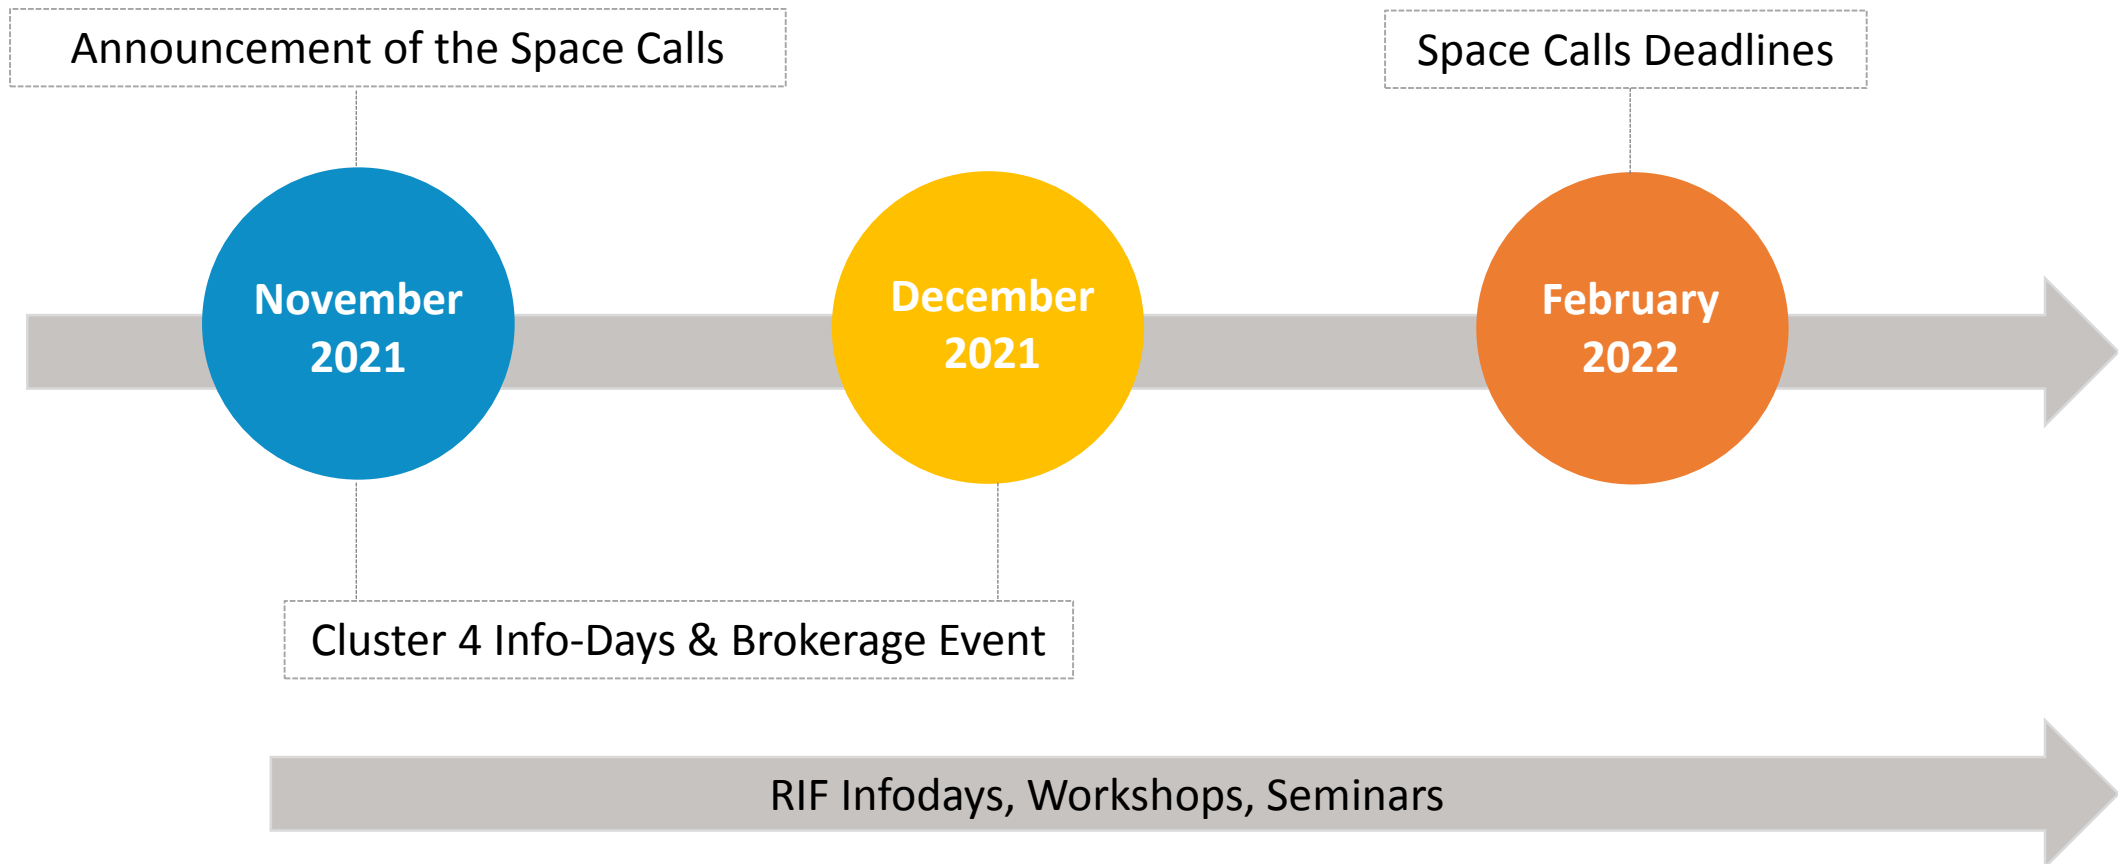 Announcement of the Space Calls
Space Calls Deadlines
November
2021
December
2021
February
2022
Cluster 4 Info-Days & Brokerage Event
RIF Infodays, Workshops, Seminars